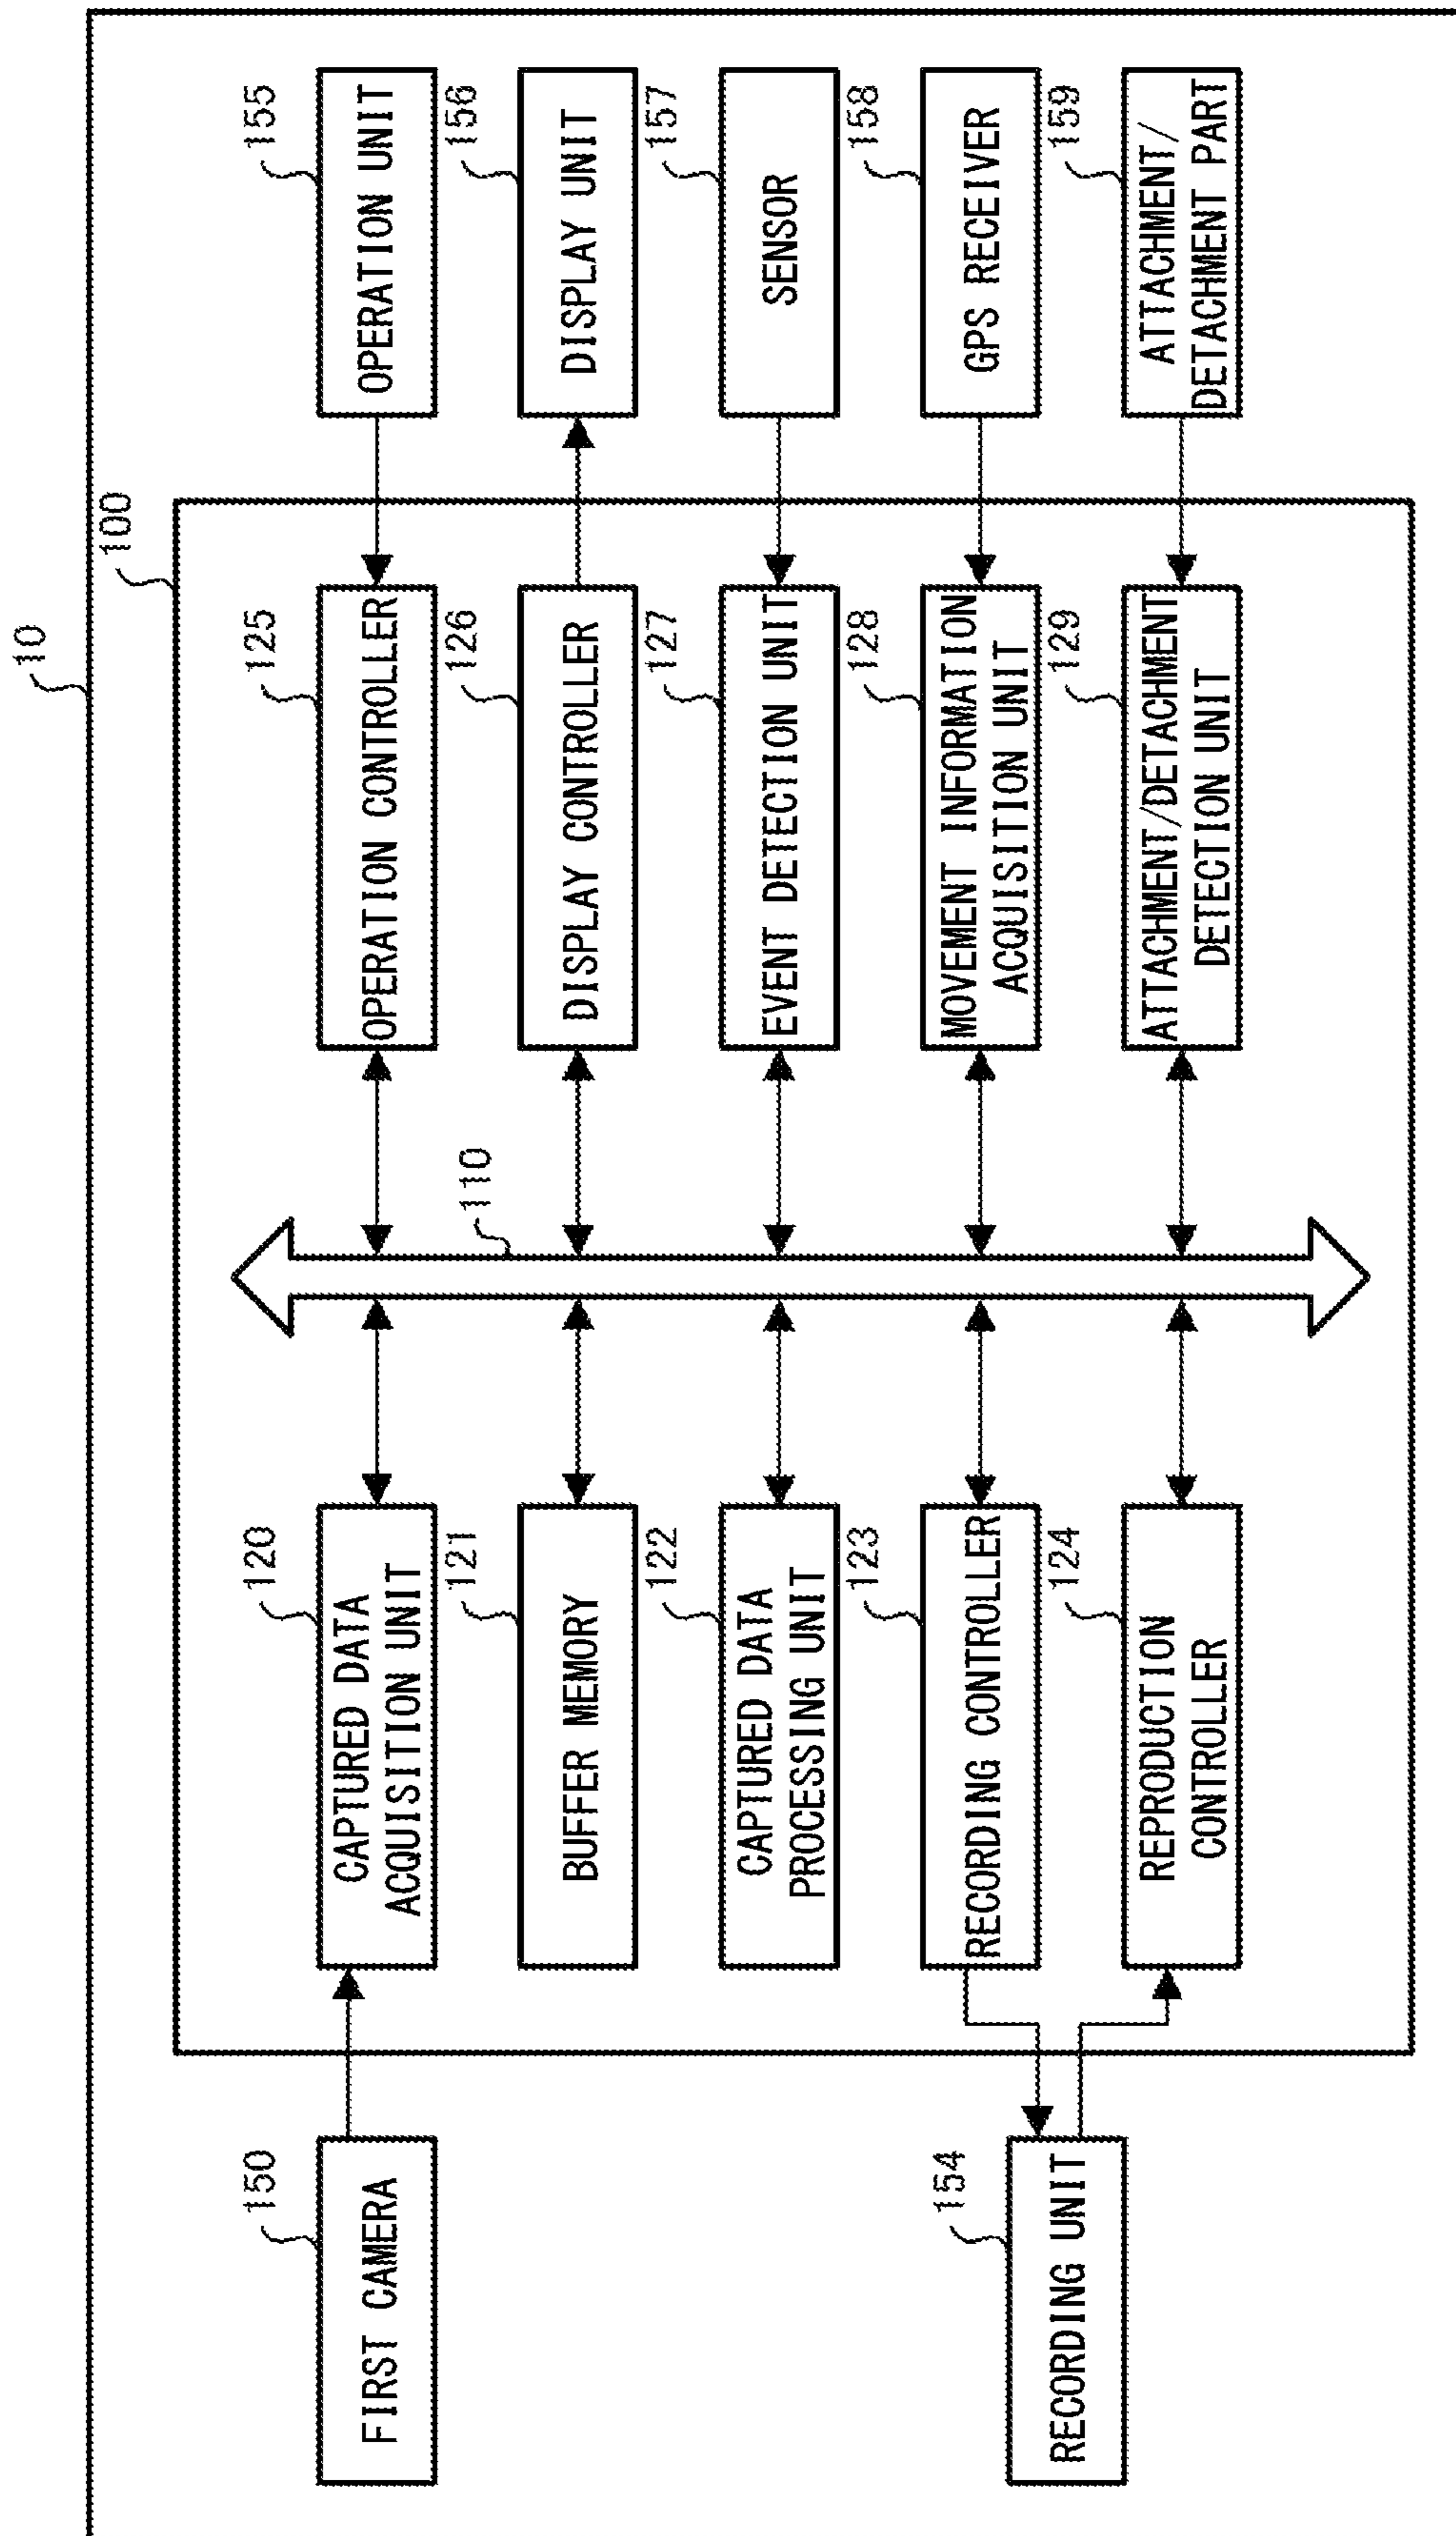 10
100
150
FIRST CAMERA
154
RECORDING UNIT
120
CAPTURED DATA
ACQUISITION UNIT
121
BUFFER MEMORY
122
CAPTURED DATA
PROCESSING UNIT
123
RECORDING CONTROLLER
124
REPRODUCTION
CONTROLLER
110
125
OPERATION CONTROLLER
126
DISPLAY CONTROLLER
127
EVENT DETECTION UNIT
128
MOVEMENT INFORMATION
ACQUISITION UNIT
129
ATTACHMENT/DETACHMENT
DETECTION UNIT
155
OPERATION UNIT
156
DISPLAY UNIT
157
SENSOR
158
GPS RECEIVER
159
ATTACHMENT/
DETACHMENT PART